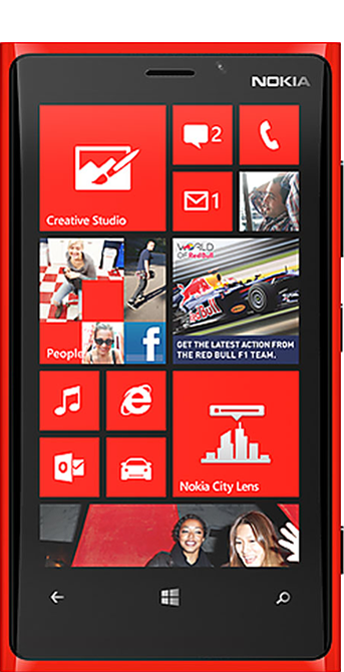 NOKIA
2
1
Creative Studio
WORLD
OF RedBull
Red Bull
GET THE LATEST ACTION FROM
THE RED BULL F1 TEAM.
People
f
Nokia City Lens